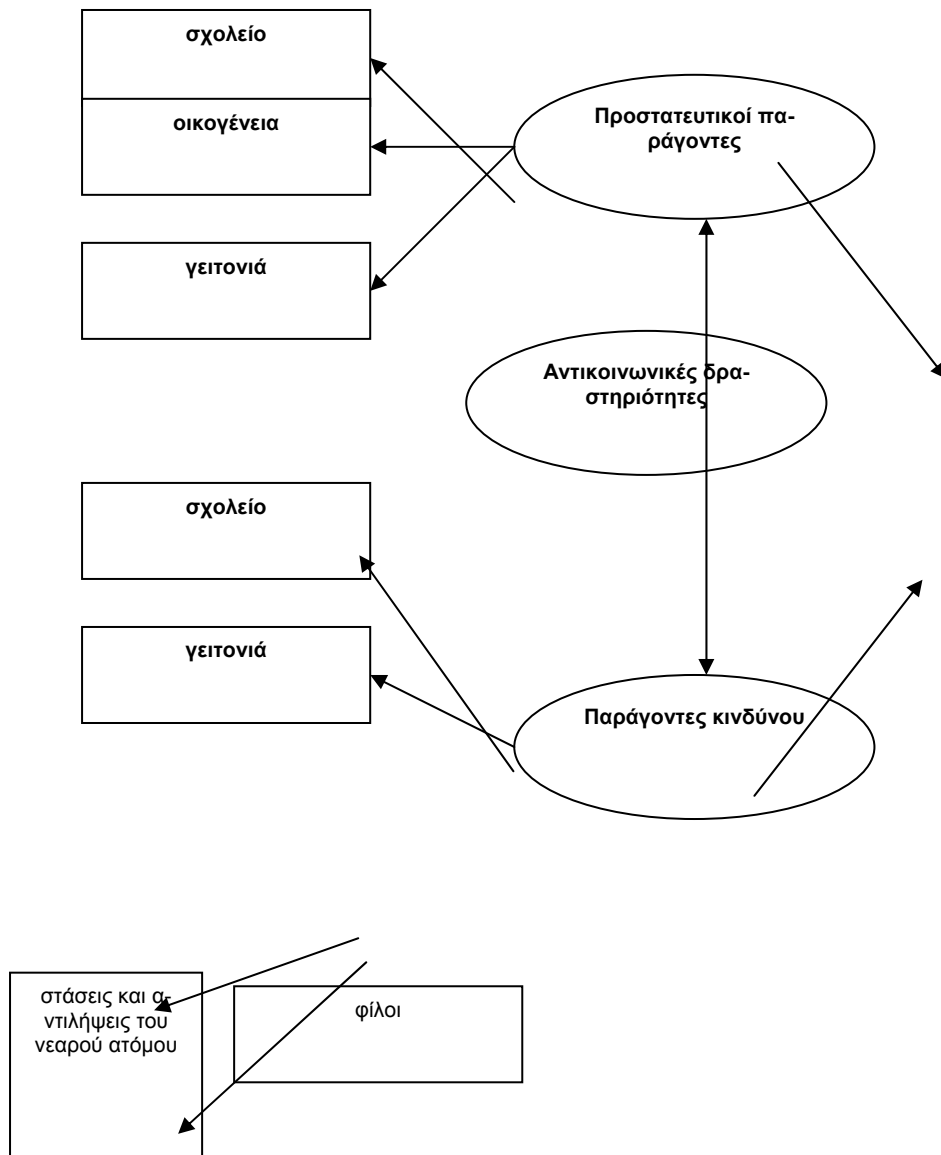 σχολείο
οικογένεια
Προστατευτικοί πα-
ράγοντες
γειτονιά
Αντικοινωνικές δρα-
στηριότητες
σχολείο
γειτονιά
Παράγοντες κινδύνου
στάσεις και α-
ντιλήψεις του
νεαρού ατόμου
φίλοι